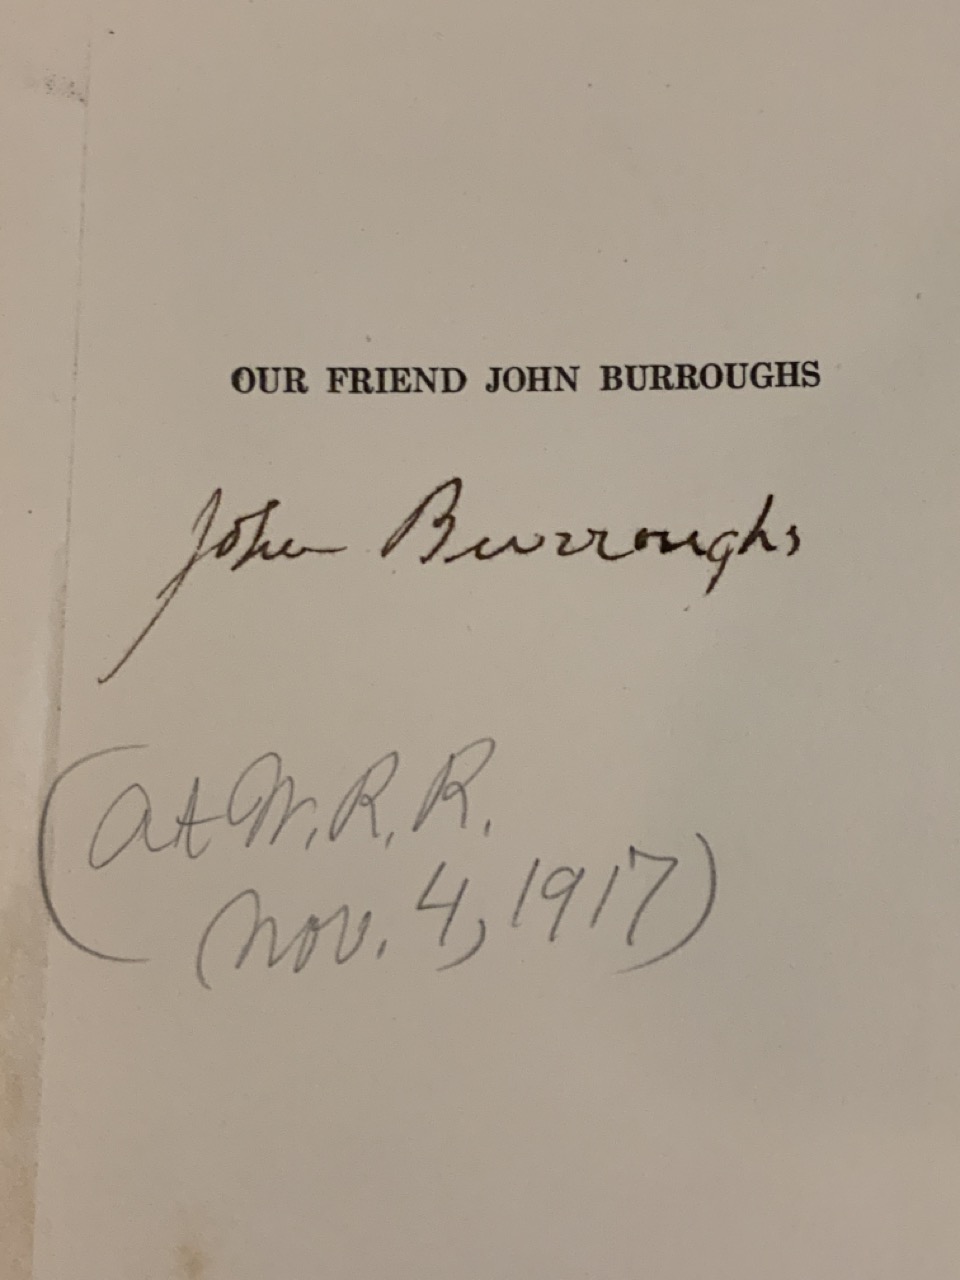 OUR FRIEND JOHN BURROUGHS
John Burroughs
(At W. R. R.
Nov. 4, 1917)